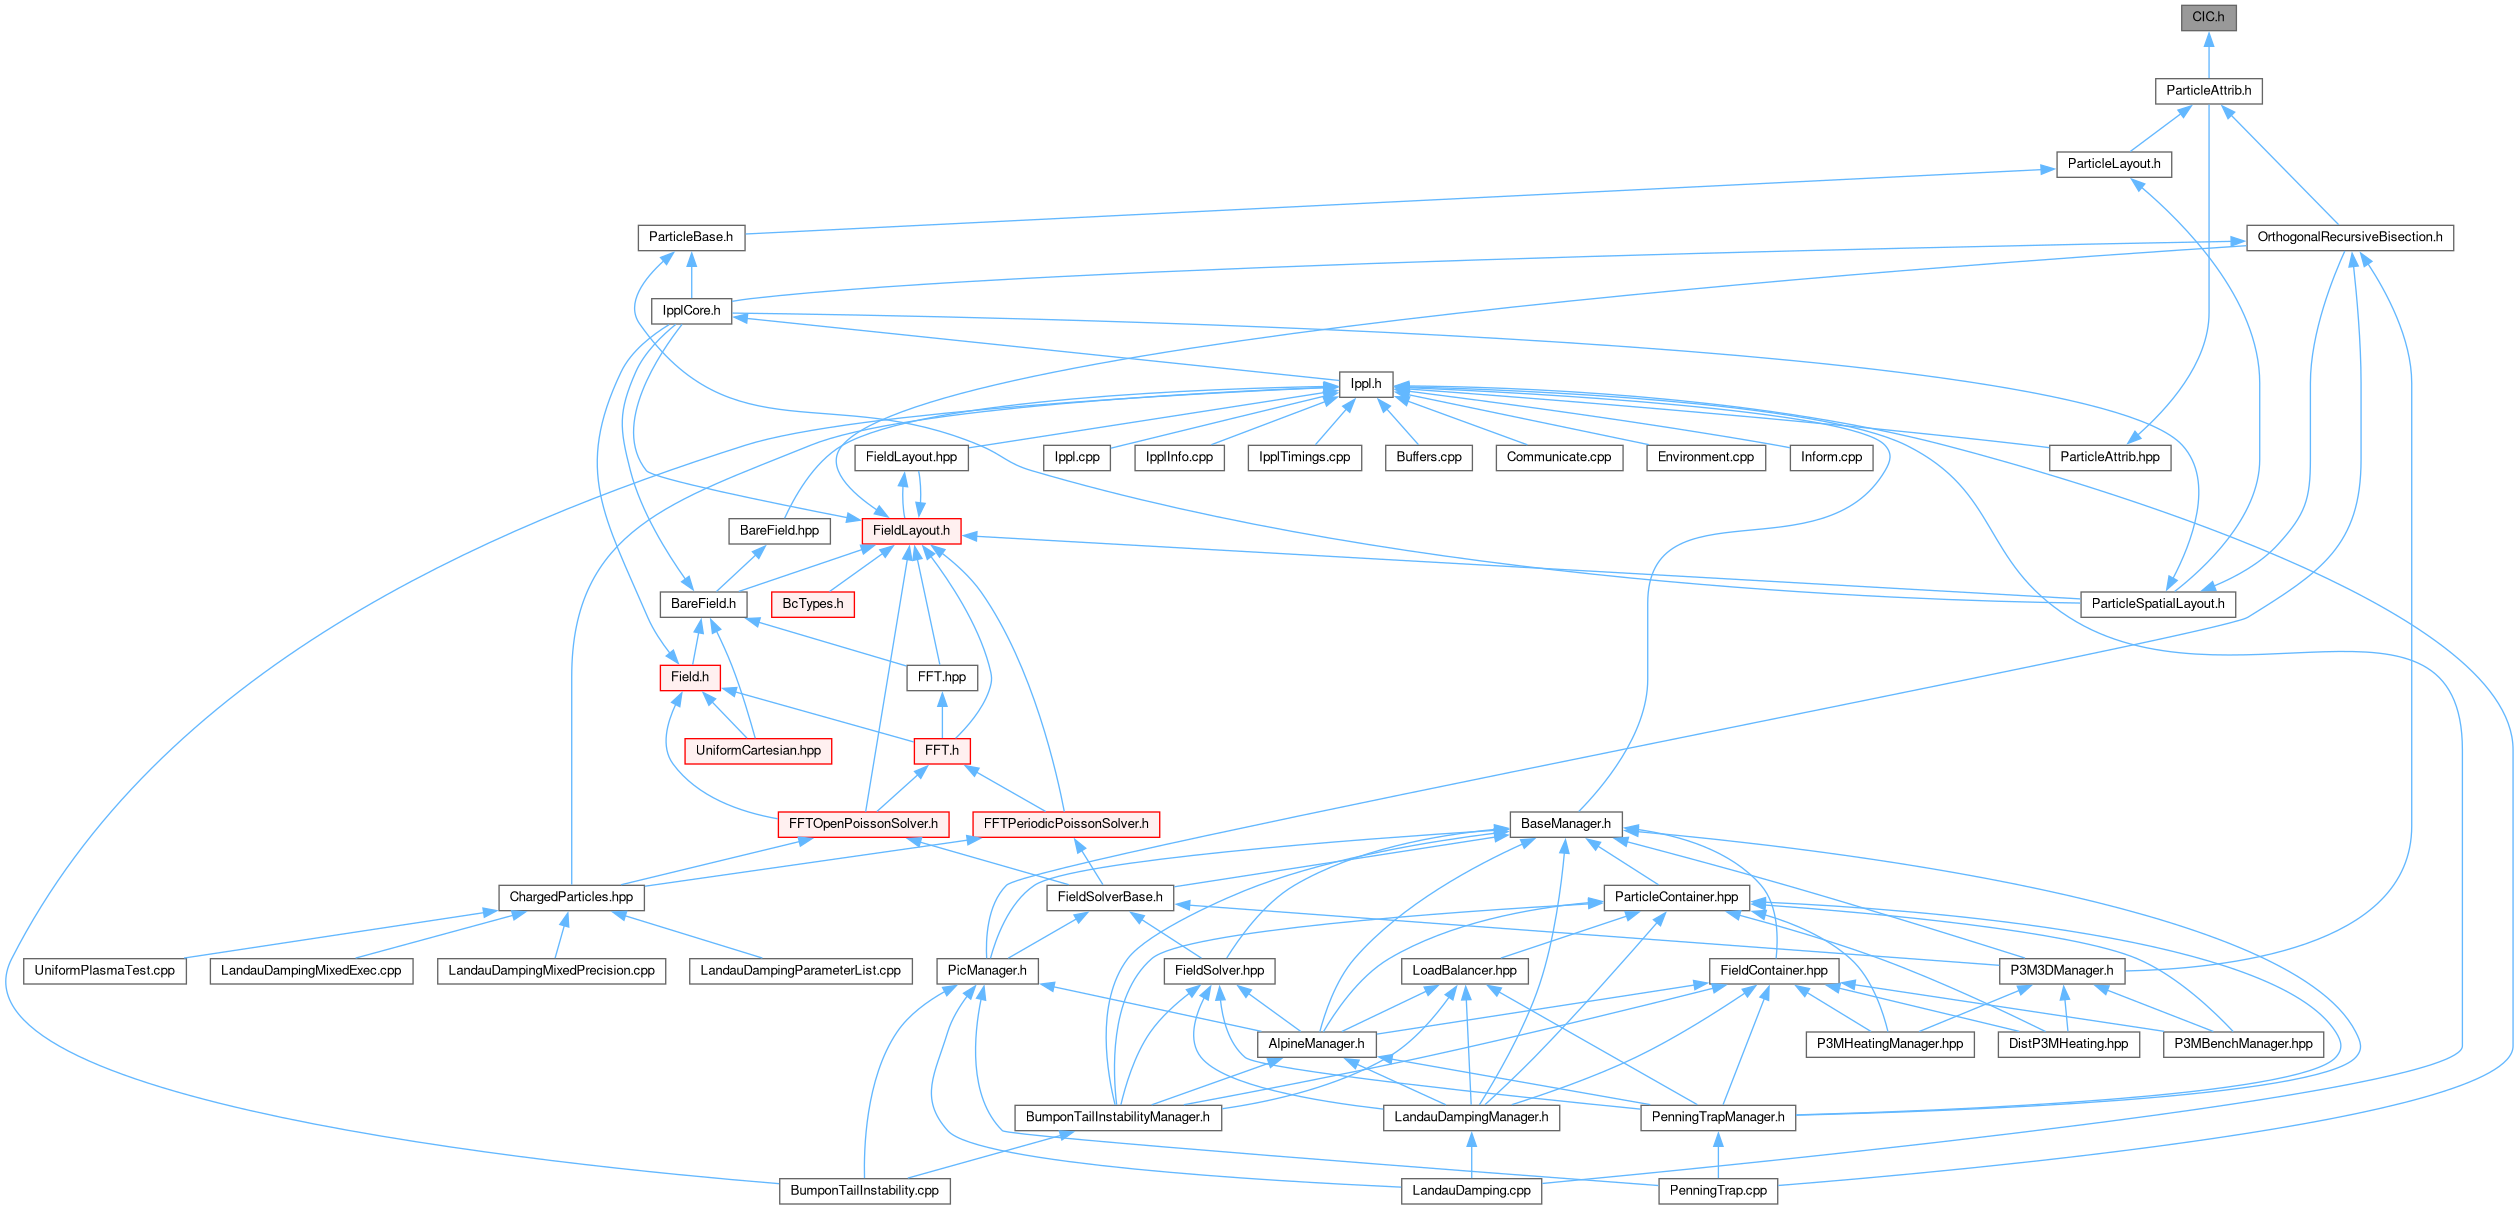 CIC.h
ParticleAttrib.h
ParticleLayout.h
ParticleBase.h
OrthogonalRecursiveBisection.h
IpplCore.h
Ippl.h
FieldLayout.hpp
Ippl.cpp
IpplInfo.cpp
IpplTimings.cpp
Buffers.cpp
Communicate.cpp
Environment.cpp
Inform.cpp
ParticleAttrib.hpp
BareField.hpp
FieldLayout.h
BareField.h
BcTypes.h
ParticleSpatialLayout.h
Field.h
FFT.hpp
UniformCartesian.hpp
FFT.h
FFTOpenPoissonSolver.h
FFTPeriodicPoissonSolver.h
BaseManager.h
ChargedParticles.hpp
FieldSolverBase.h
ParticleContainer.hpp
UniformPlasmaTest.cpp
LandauDampingMixedExec.cpp
LandauDampingMixedPrecision.cpp
LandauDampingParameterList.cpp
PicManager.h
FieldSolver.hpp
LoadBalancer.hpp
FieldContainer.hpp
P3M3DManager.h
AlpineManager.h
P3MHeatingManager.hpp
DistP3MHeating.hpp
P3MBenchManager.hpp
BumponTailInstabilityManager.h
LandauDampingManager.h
PenningTrapManager.h
BumponTailInstability.cpp
LandauDamping.cpp
PenningTrap.cpp